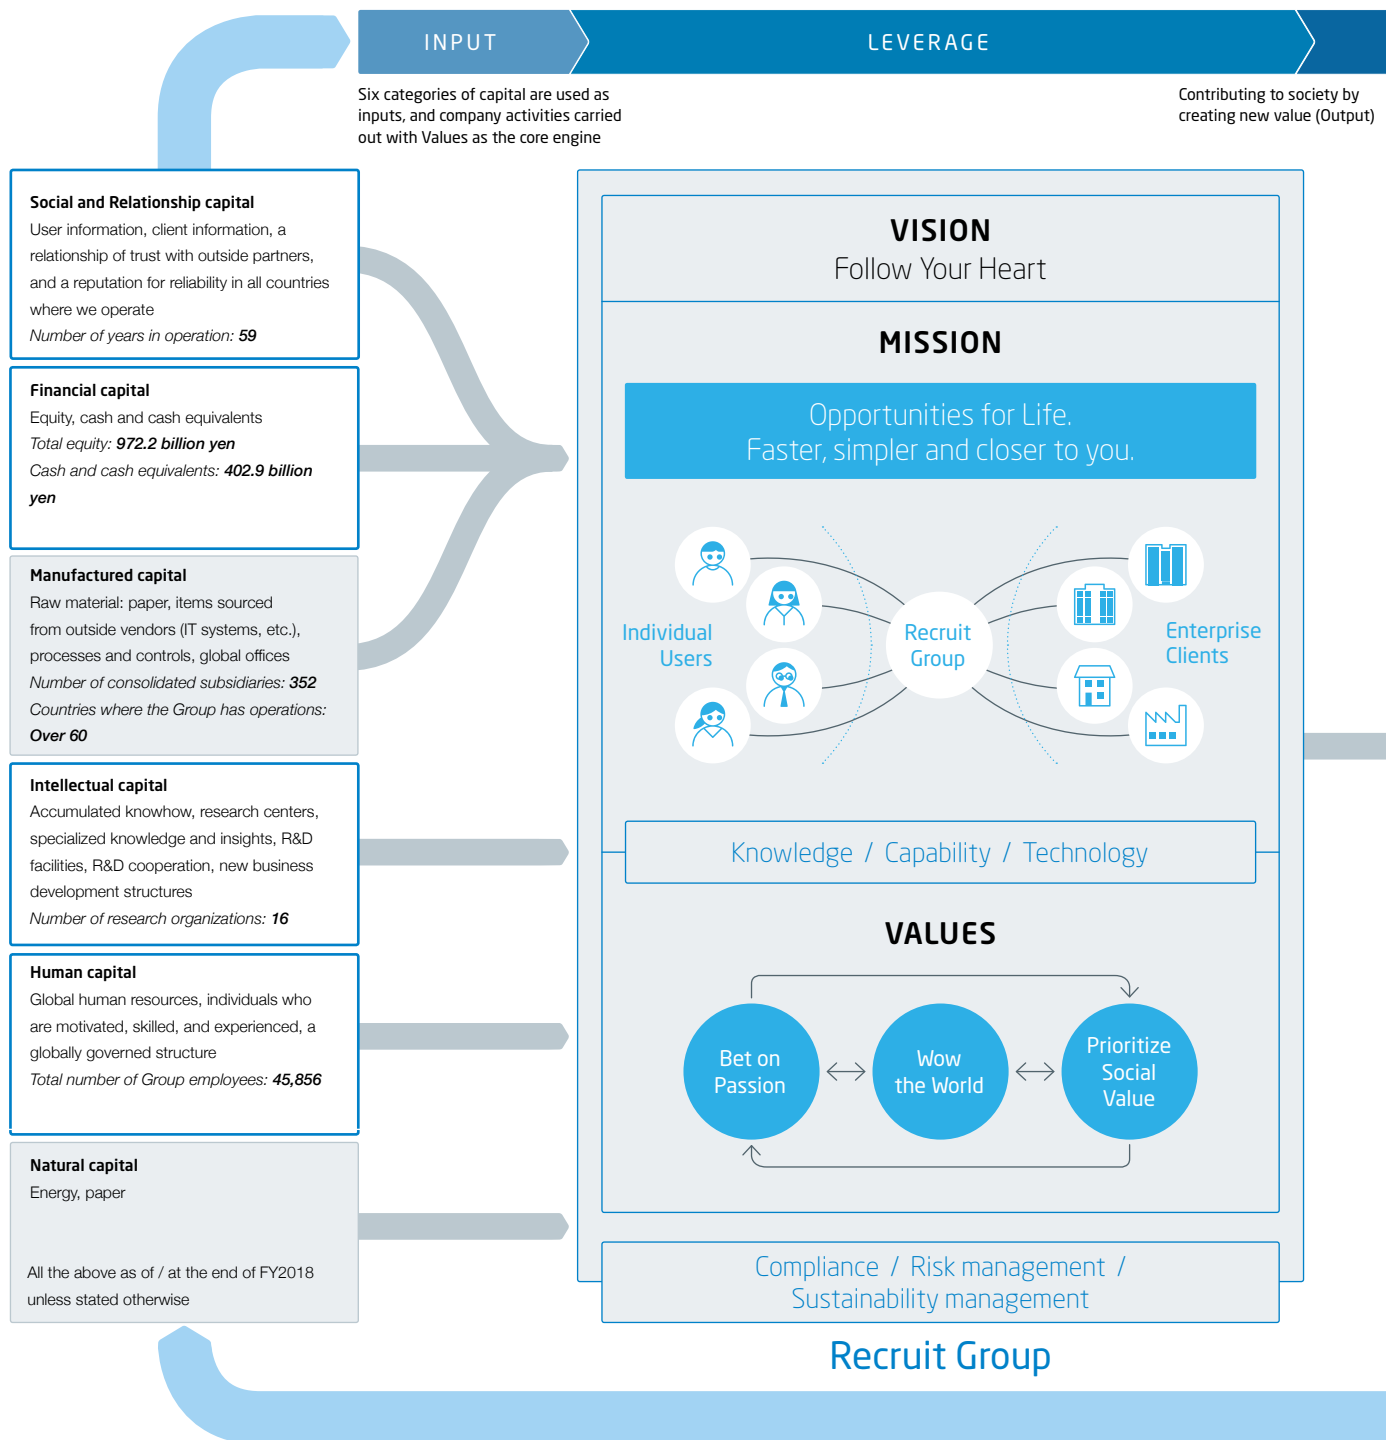 INPUT
LEVERAGE
Six categories of capital are used as
inputs, and company activities carried
out with Values as the core engine
Contributing to society by
creating new value (Output)
Social and Relationship capital
User information, client information, a
relationship of trust with outside partners,
and a reputation for reliability in all countries
where we operate
Number of years in operation: 59
Financial capital
Equity, cash and cash equivalents
Total equity: 972.2 billion yen
Cash and cash equivalents: 402.9 billion
yen
Manufactured capital
Raw material: paper, items sourced
from outside vendors (IT systems, etc.),
processes and controls, global offices
Number of consolidated subsidiaries: 352
Countries where the Group has operations:
Over 60
Intellectual capital
Accumulated knowhow, research centers,
specialized knowledge and insights, R&D
facilities, R&D cooperation, new business
development structures
Number of research organizations: 16
Human capital
Global human resources, individuals who
are motivated, skilled, and experienced, a
globally governed structure
Total number of Group employees: 45,856
Natural capital
Energy, paper
All the above as of / at the end of FY2018
unless stated otherwise
VISION
Follow Your Heart
MISSION
Opportunities for Life.
Faster, simpler and closer to you.
Individual
Users
Recruit
Group
Enterprise
Clients
Knowledge / Capability / Technology
VALUES
Bet on
Passion
Wow
the World
Prioritize
Social
Value
Compliance / Risk management /
Sustainability management
Recruit Group